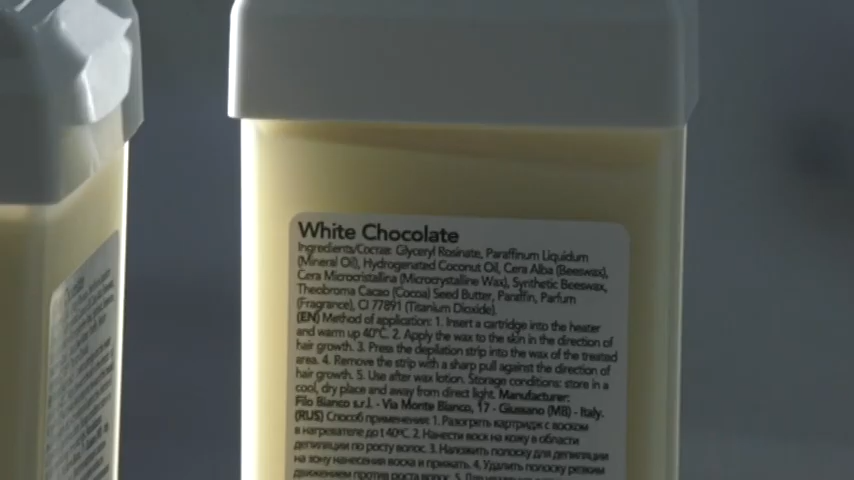 White Chocolate
Ingredients/Состав: Glyceryl Rosinate, Paraffinum Liquidum
(Mineral Oil), Hydrogenated Coconut Oil, Cera Alba (Beeswax),
Cera Microcristallina (Microcrystalline Wax), Synthetic Beeswax,
Theobroma Cacao (Cocoa) Seed Butter, Paraffin, Parfum
(Fragrance), CI 77891 (Titanium Dioxide).
(EN) Method of application: 1. Insert a cartridge into the heater
and warm up 40°C. 2. Apply the wax to the skin in the direction of
hair growth. 3. Press the depilation strip into the wax of the treated
area. 4. Remove the strip with a sharp pull against the direction of
hair growth. 5. Use after wax lotion. Storage conditions: store in a
cool, dry place and away from direct light. Manufacturer:
Filo Bianco s.r.l. - Via Monte Bianco, 17 - Giussano (MB) - Italy.
(RUS) Способ применения: 1. Разогреть картридж с воском
в нагревателе до t 40°C. 2. Нанести воск на кожу в области
депиляции по росту волос. 3. Наложить полоску для депиляции
на зону нанесения воска и прижать. 4. Удалить полоску резким
движением против роста волос. 5.